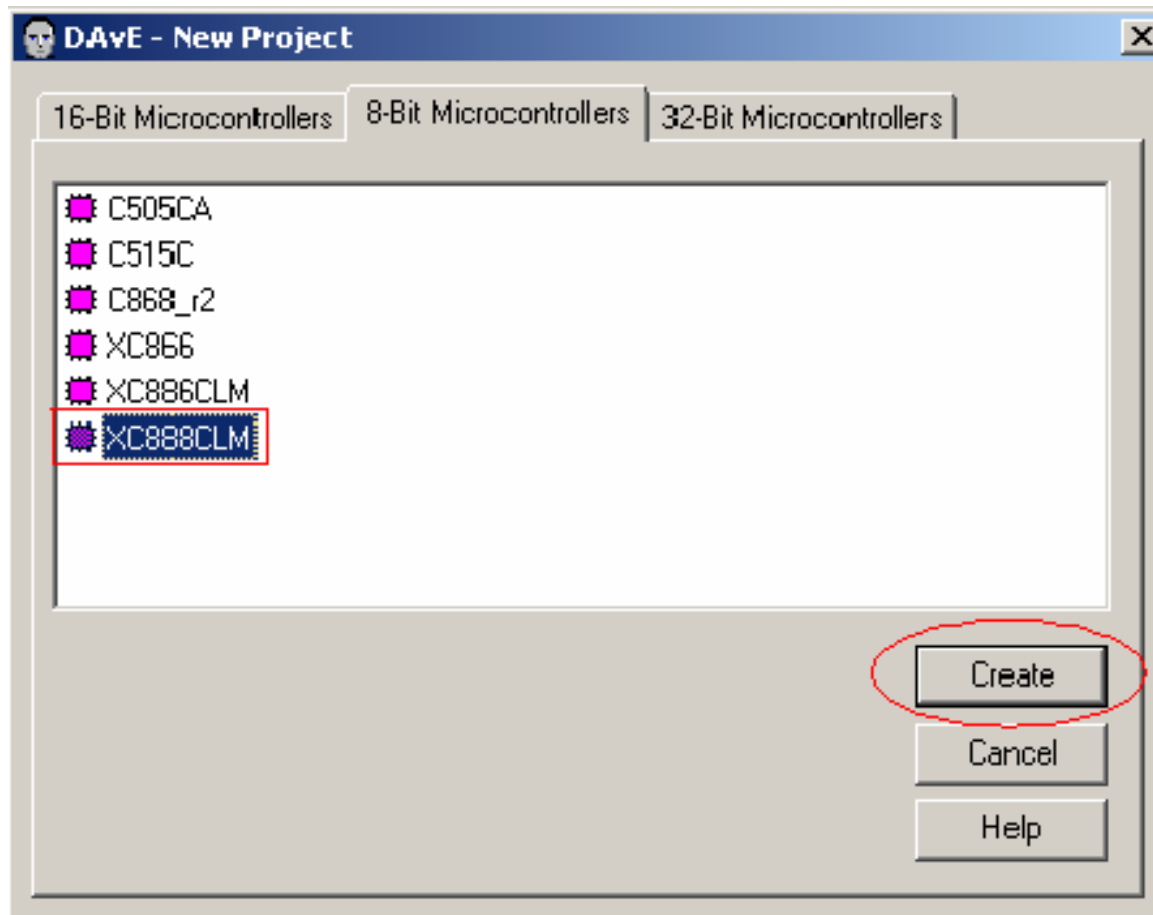 DAvE - New Project
16-Bit Microcontrollers 8-Bit Microcontrollers 32-Bit Microcontrollers
C505CA
C515C
C868_r2
XC866
XC886CLM
XC888CLM
Create
Cancel
Help